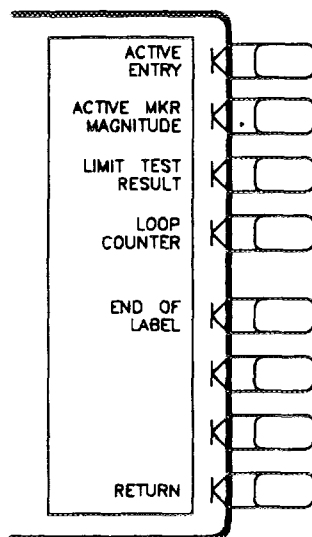 ACTIVE
ENTRY
ACTIVE MKR
MAGNITUDE
LIMIT TEST
RESULT
LOOP
COUNTER
END OF
LABEL
RETURN